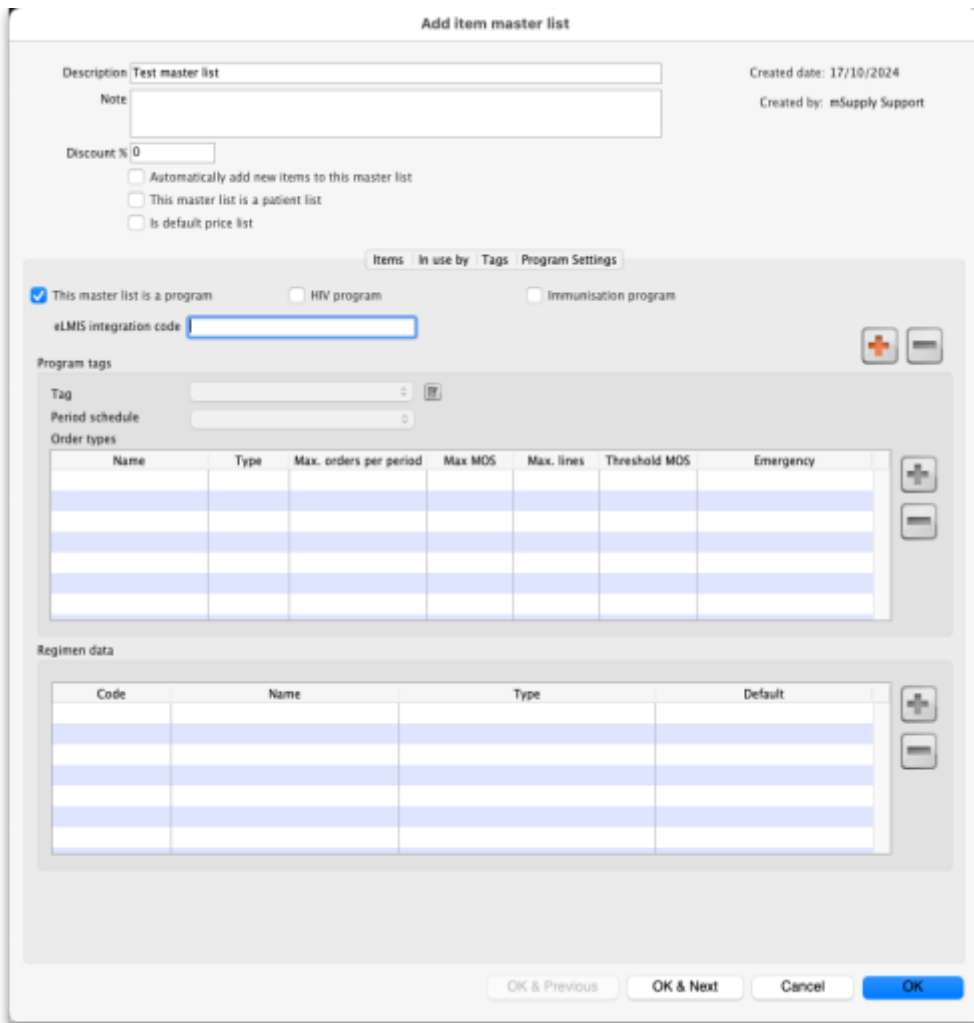 Add item master list
Description Test master list
Created date: 17/10/2024
Note
Created by: mSupply Support
Discount % 0
Automatically add new items to this master list
This master list is a patient list
Is default price list
Items In use by Tags Program Settings
This master list is a program HIV program Immunisation program
eLMIS integration code
Program tags
Tag
Period schedule
Order types
Name Type Max. orders per period Max MOS Max. lines Threshold MOS Emergency
Regimen data
Code Name Type Default
OK & Previous OK & Next Cancel OK